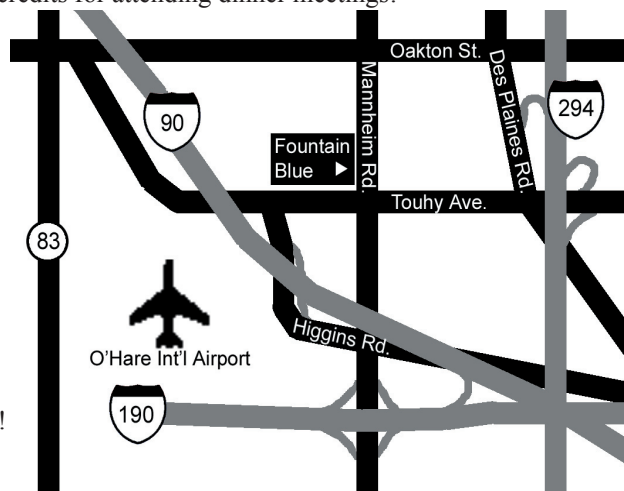 credits for attending dinner meetings!
Oakton St.
Mannheim Rd.
Des Plaines Rd.
294
90
Fountain
Blue
Touhy Ave.
83
Higgins Rd.
O'Hare Int'l Airport
190
!